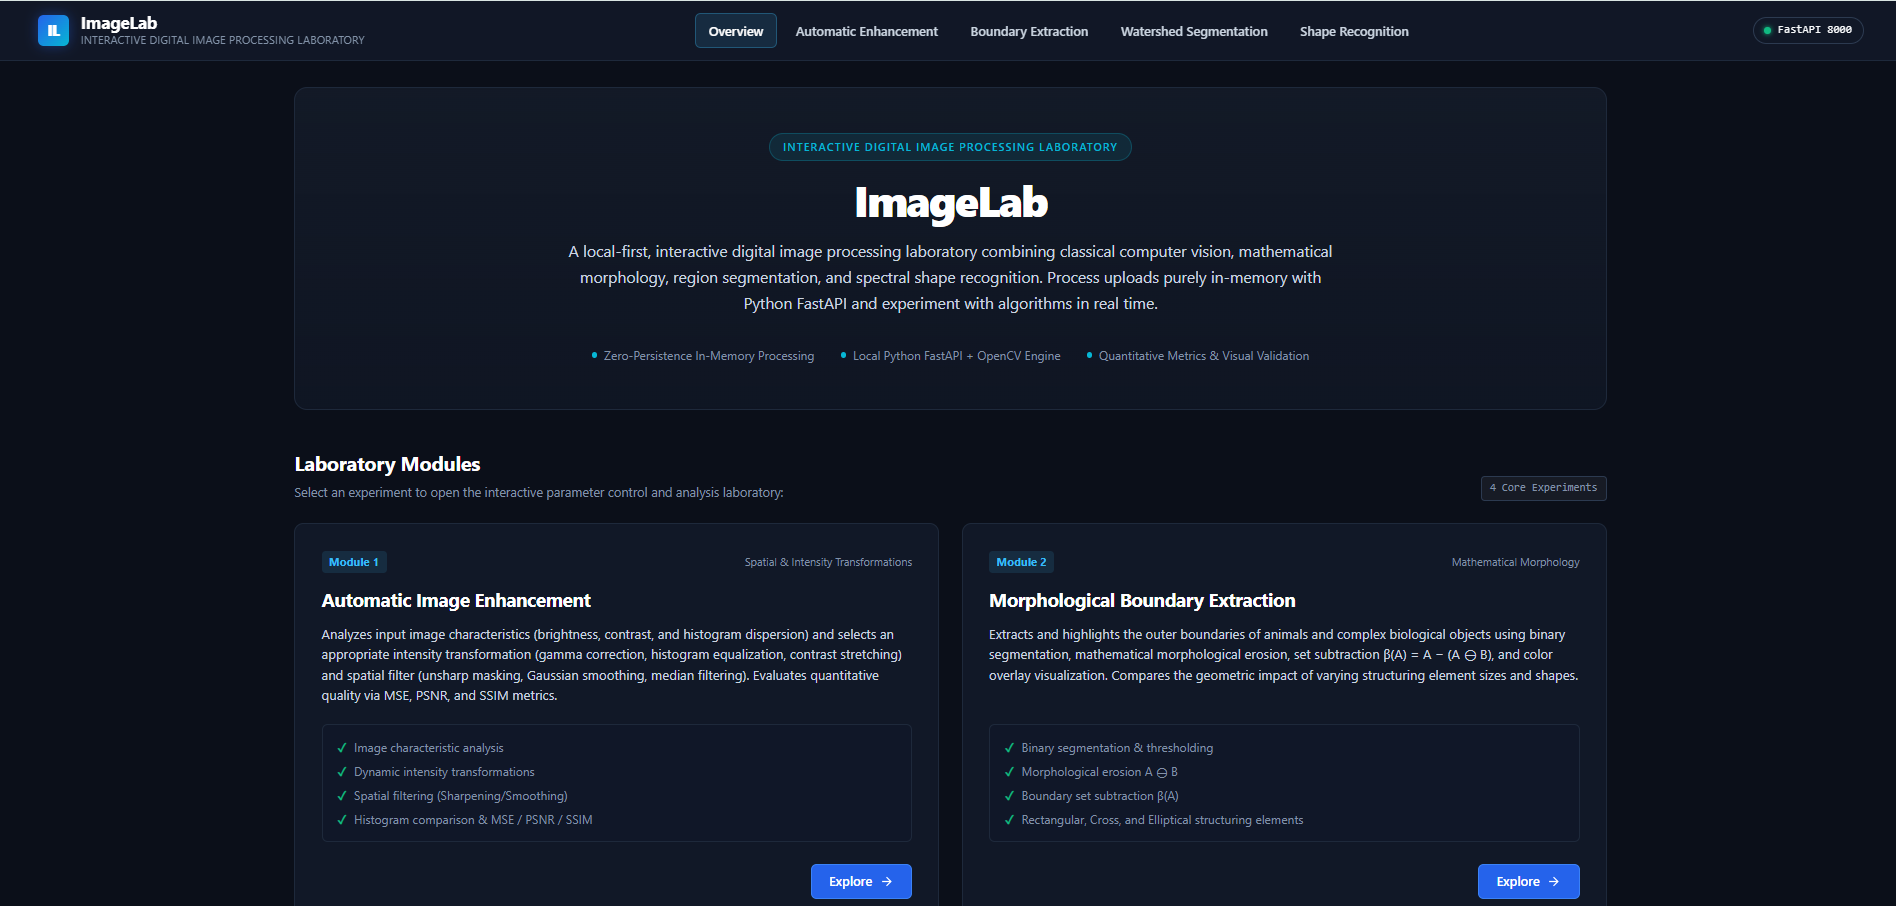 IL
ImageLab
INTERACTIVE DIGITAL IMAGE PROCESSING LABORATORY
Overview
Automatic Enhancement
Boundary Extraction
Watershed Segmentation
Shape Recognition
FastAPI 8000
INTERACTIVE DIGITAL IMAGE PROCESSING LABORATORY
ImageLab
A local-first, interactive digital image processing laboratory combining classical computer vision, mathematical
morphology, region segmentation, and spectral shape recognition. Process uploads purely in-memory with
Python FastAPI and experiment with algorithms in real time.
Zero-Persistence In-Memory Processing
Local Python FastAPI + OpenCV Engine
Quantitative Metrics & Visual Validation
Laboratory Modules
Select an experiment to open the interactive parameter control and analysis laboratory:
4 Core Experiments
Module 1
Spatial & Intensity Transformations
Automatic Image Enhancement
Analyzes input image characteristics (brightness, contrast, and histogram dispersion) and selects an
appropriate intensity transformation (gamma correction, histogram equalization, contrast stretching)
and spatial filter (unsharp masking, Gaussian smoothing, median filtering). Evaluates quantitative
quality via MSE, PSNR, and SSIM metrics.
✓ Image characteristic analysis
✓ Dynamic intensity transformations
✓ Spatial filtering (Sharpening/Smoothing)
✓ Histogram comparison & MSE / PSNR / SSIM
Explore →
Module 2
Mathematical Morphology
Morphological Boundary Extraction
Extracts and highlights the outer boundaries of animals and complex biological objects using binary
segmentation, mathematical morphological erosion, set subtraction β(A) = A − (A ⊖ B), and color
overlay visualization. Compares the geometric impact of varying structuring element sizes and shapes.
✓ Binary segmentation & thresholding
✓ Morphological erosion A ⊖ B
✓ Boundary set subtraction β(A)
✓ Rectangular, Cross, and Elliptical structuring elements
Explore →